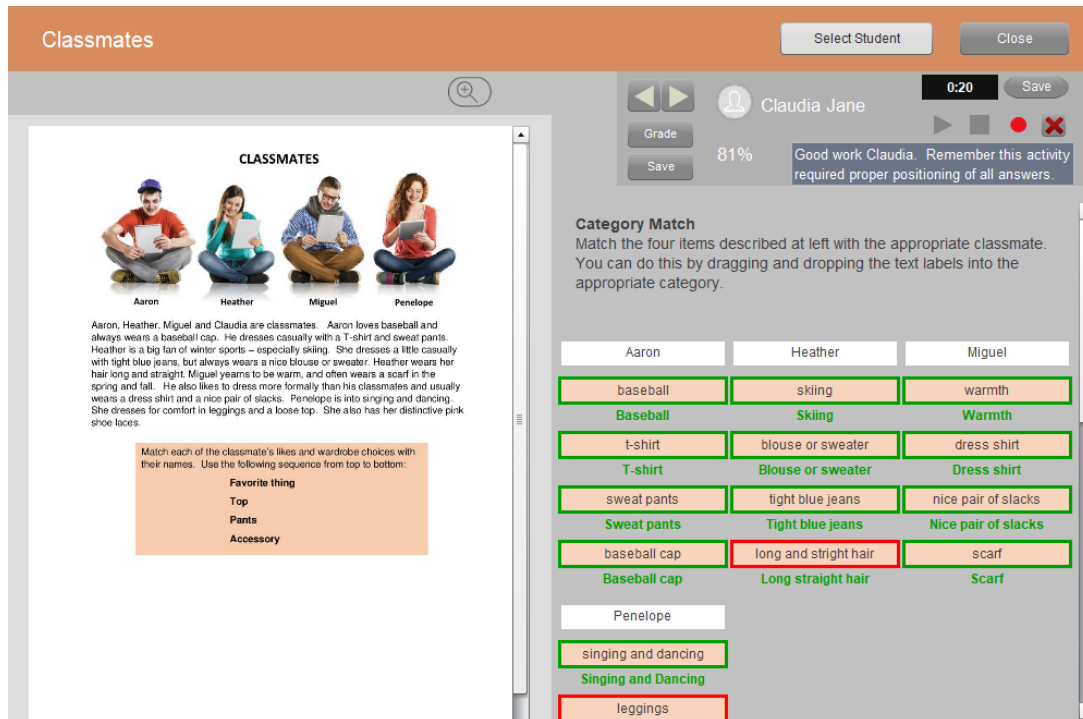 Classmates
Select Student
Close
0:20
Save
Claudia Jane
Grade
81%
Save
Good work Claudia. Remember this activity
required proper positioning of all answers.
CLASSMATES
Aaron Heather Miguel Penelope
Aaron, Heather, Miguel and Claudia are classmates. Aaron loves baseball and
always wears a baseball cap. He dresses casually with a T-shirt and sweat pants.
Heather is a big fan of winter sports – especially skiing. She dresses a little casually
with tight blue jeans, but always wears a nice blouse or sweater. Heather wears her
hair long and straight. Miguel yearns to be warm, and often wears a scarf in the
spring and fall. He also likes to dress more formally than his classmates and usually
wears a dress shirt and a nice pair of slacks. Penelope is into singing and dancing.
She dresses for comfort in leggings and a loose top. She also has her distinctive pink
shoe laces.
Match each of the classmate's likes and wardrobe choices with
their names. Use the following sequence from top to bottom:
Favorite thing
Top
Pants
Accessory
Category Match
Match the four items described at left with the appropriate classmate.
You can do this by dragging and dropping the text labels into the
appropriate category.
Aaron Heather Miguel
baseball skiing warmth
Baseball Skiing Warmth
t-shirt blouse or sweater dress shirt
T-shirt Blouse or sweater Dress shirt
sweat pants tight blue jeans nice pair of slacks
Sweat pants Tight blue jeans Nice pair of slacks
baseball cap long and stright hair scarf
Baseball cap Long straight hair Scarf
Penelope
singing and dancing
Singing and Dancing
leggings